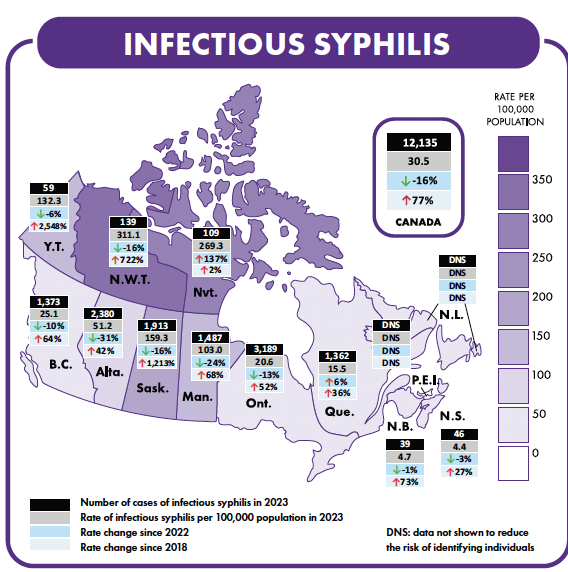 INFECTIOUS SYPHILIS
RATE PER
100,000
POPULATION
350
300
250
200
150
100
50
0
12,135
30.5
↓-16%
↑77%
CANADA
59
132.3
↓-6%
↑2,548%
Y.T.
139
311.1
↓-16%
↑722%
N.W.T.
109
269.3
↑137%
↑2%
Nvt.
DNS
DNS
DNS
DNS
N.L.
1,373
25.1
↓-10%
↑64%
B.C.
2,380
51.2
↓-31%
↑42%
Alta.
1,913
159.3
↓-16%
↑1,213%
Sask.
1,487
103.0
↓-24%
↑68%
Man.
3,189
20.6
↓-13%
↑52%
Ont.
1,362
15.5
↑6%
↑36%
Que.
DNS
DNS
DNS
DNS
P.E.I.
N.B.
39
4.7
↓-1%
↑73%
N.S.
46
4.4
↓-3%
↑27%
Number of cases of infectious syphilis in 2023
Rate of infectious syphilis per 100,000 population in 2023
Rate change since 2022
Rate change since 2018
DNS: data not shown to reduce
the risk of identifying individuals